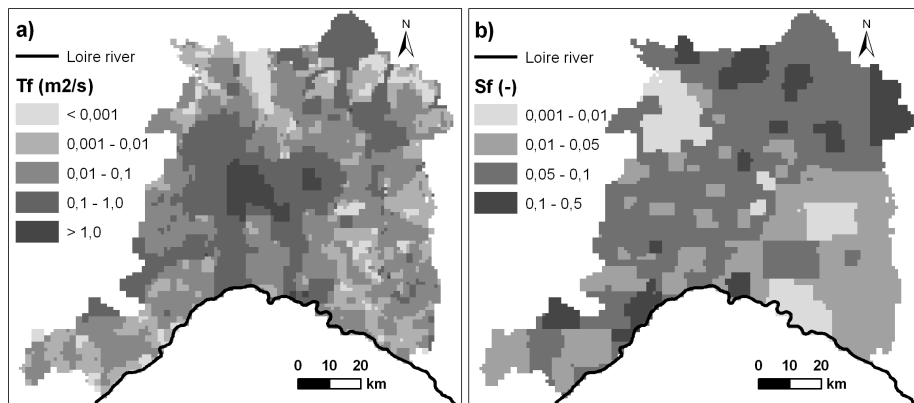 a)
N
Loire river
Tf (m2/s)
< 0,001
0,001 - 0,01
0,01 - 0,1
0,1 - 1,0
> 1,0
0 10 20
km
b)
N
Loire river
Sf (-)
0,001 - 0,01
0,01 - 0,05
0,05 - 0,1
0,1 - 0,5
0 10 20
km